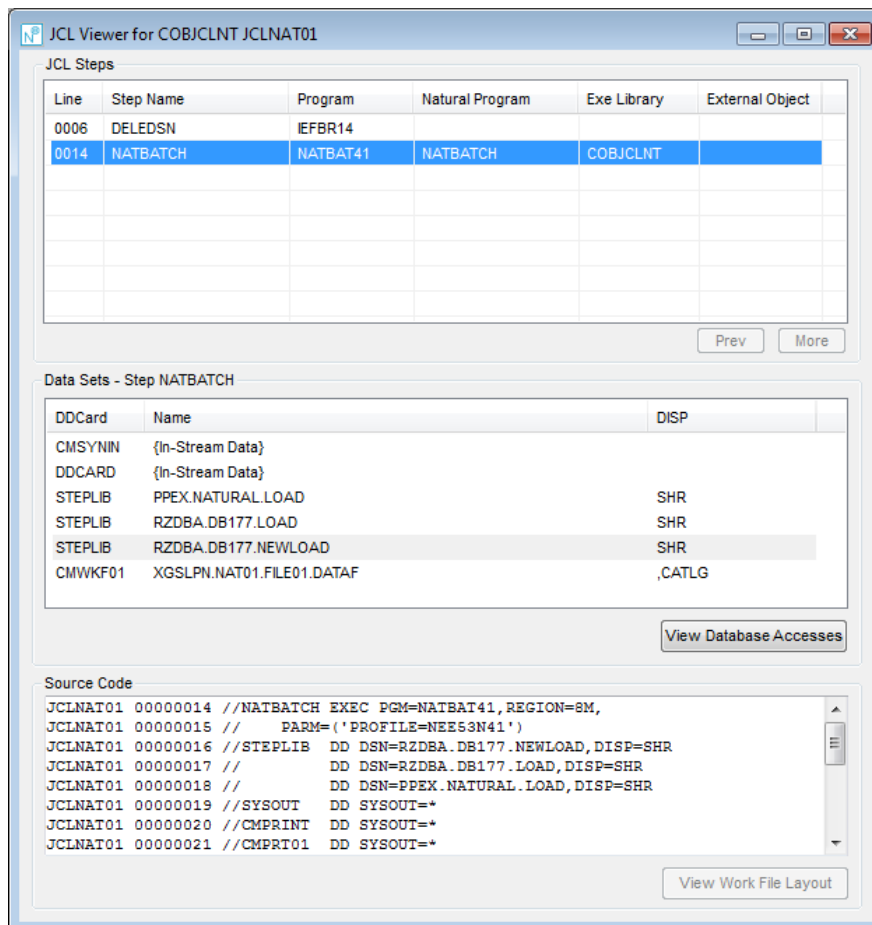 JCL Viewer for COBJCLNT JCLNAT01
JCL Steps
Line Step Name Program Natural Program Exe Library External Object
0006 DELEDSN IEFBR14
0014 NATBATCH NATBAT41 NATBATCH COBJCLNT
Prev More
Data Sets - Step NATBATCH
DDCard Name DISP
CMSYNIN {In-Stream Data}
DDCARD {In-Stream Data}
STEPLIB PPEX.NATURAL.LOAD SHR
STEPLIB RZDBA.DB177.LOAD SHR
STEPLIB RZDBA.DB177.NEWLOAD SHR
CMWKF01 XGSLPN.NAT01.FILE01.DATAF ,CATLG
View Database Accesses
Source Code
JCLNAT01 00000014 //NATBATCH EXEC PGM=NATBAT41,REGION=8M,
JCLNAT01 00000015 // PARM=('PROFILE=NEE53N41')
JCLNAT01 00000016 //STEPLIB DD DSN=RZDBA.DB177.NEWLOAD,DISP=SHR
JCLNAT01 00000017 // DD DSN=RZDBA.DB177.LOAD,DISP=SHR
JCLNAT01 00000018 // DD DSN=PPEX.NATURAL.LOAD,DISP=SHR
JCLNAT01 00000019 //SYSOUT DD SYSOUT=*
JCLNAT01 00000020 //CMPRINT DD SYSOUT=*
JCLNAT01 00000021 //CMPRT01 DD SYSOUT=*
View Work File Layout